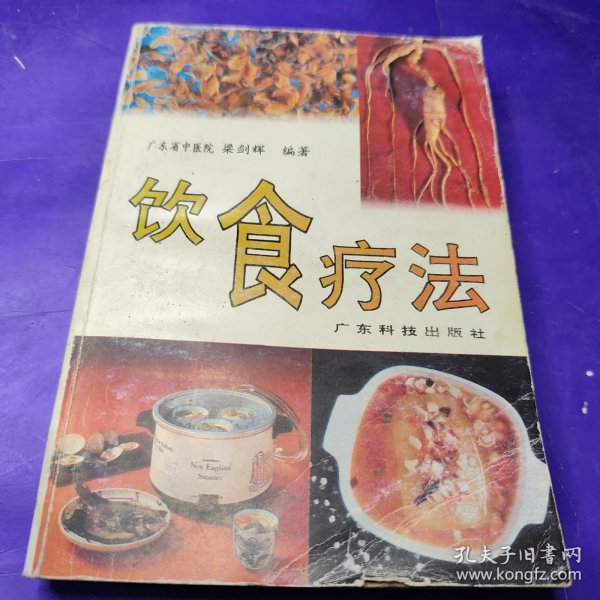 广东省中医院 梁剑辉 编著
饮食疗法
广东科技出版社
New England
Steamer
孔夫子旧书网
www.kongfz.com